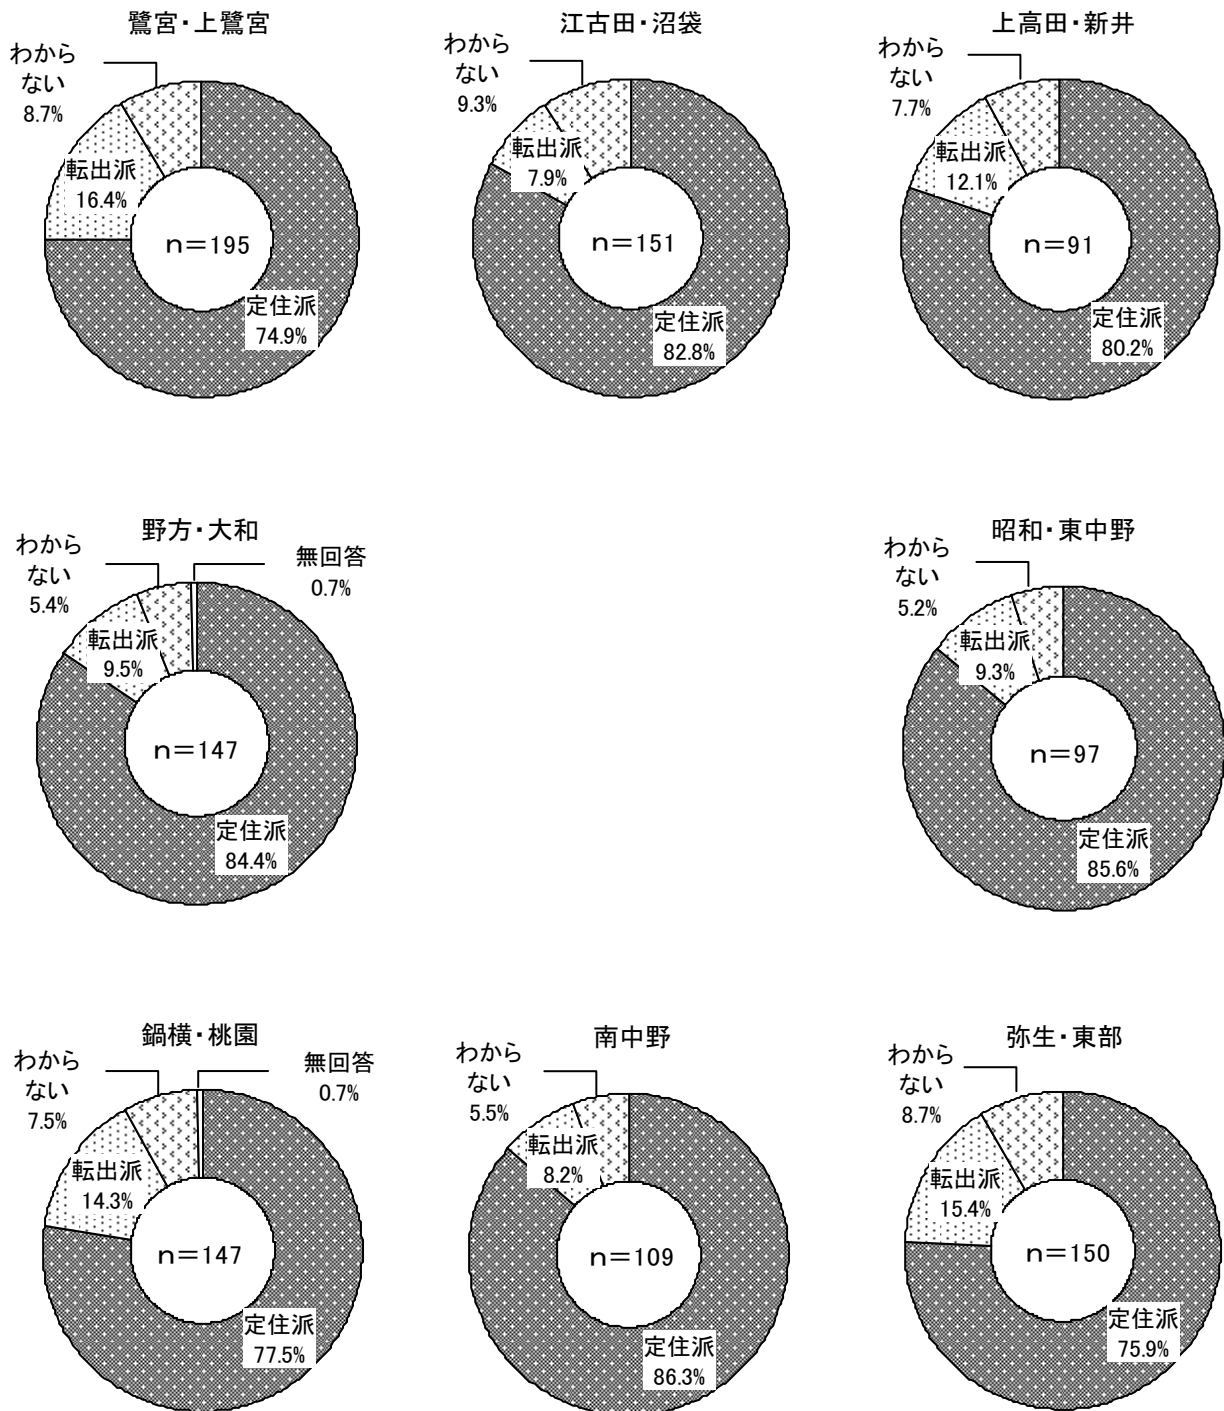 鷺宮・上鷺宮
わから
ない
8.7%
転出派
16.4%
n=195
定住派
74.9%
江古田・沼袋
わから
ない
9.3%
転出派
7.9%
n=151
定住派
82.8%
上高田・新井
わから
ない
7.7%
転出派
12.1%
n=91
定住派
80.2%
野方・大和
わから
ない
5.4%
無回答
0.7%
転出派
9.5%
n=147
定住派
84.4%
昭和・東中野
わから
ない
5.2%
転出派
9.3%
n=97
定住派
85.6%
鍋横・桃園
わから
ない
7.5%
無回答
0.7%
転出派
14.3%
n=147
定住派
77.5%
南中野
わから
ない
5.5%
転出派
8.2%
n=109
定住派
86.3%
弥生・東部
わから
ない
8.7%
転出派
15.4%
n=150
定住派
75.9%